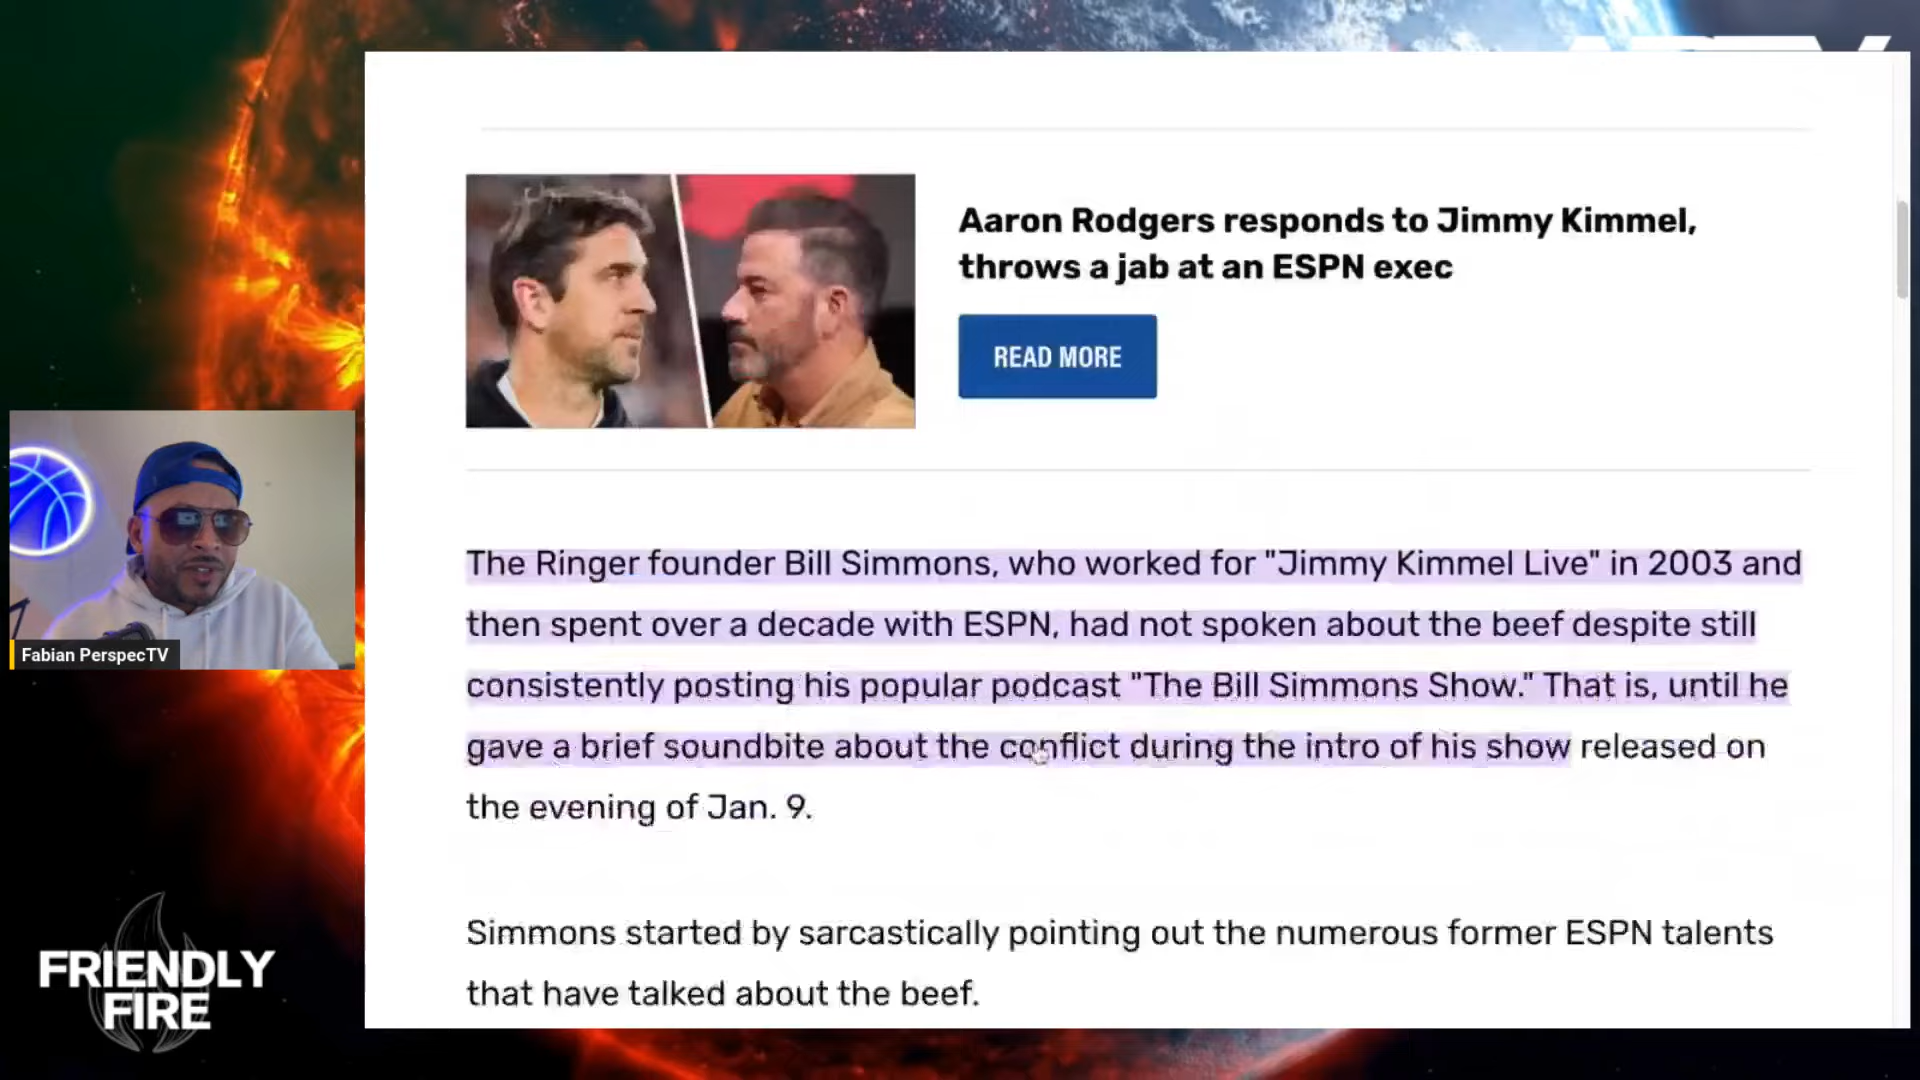 Aaron Rodgers responds to Jimmy Kimmel,
throws a jab at an ESPN exec
READ MORE
The Ringer founder Bill Simmons, who worked for "Jimmy Kimmel Live" in 2003 and
then spent over a decade with ESPN, had not spoken about the beef despite still
consistently posting his popular podcast "The Bill Simmons Show." That is, until he
gave a brief soundbite about the conflict during the intro of his show released on
the evening of Jan. 9.
Simmons started by sarcastically pointing out the numerous former ESPN talents
that have talked about the beef.
Fabian PerspecTV
FRIENDLY
FIRE